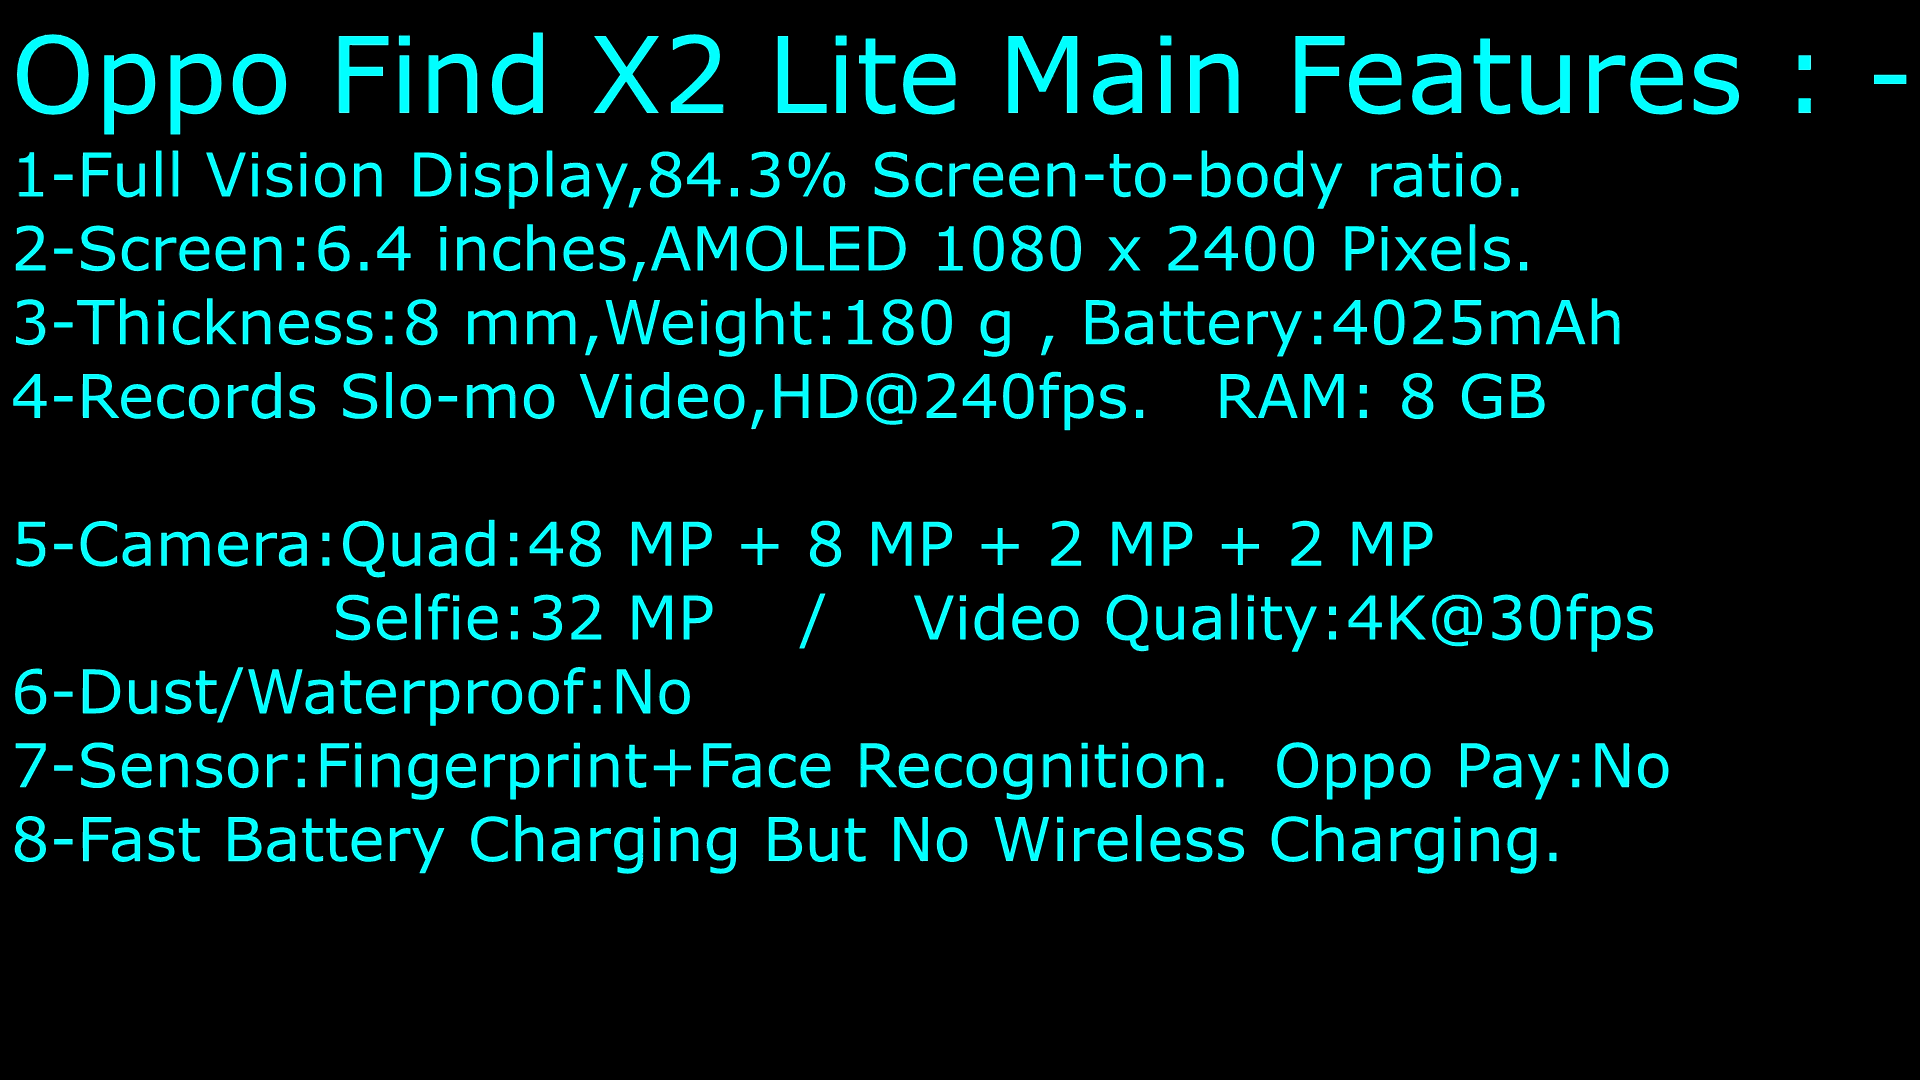 Oppo Find X2 Lite Main Features : -
1-Full Vision Display,84.3% Screen-to-body ratio.
2-Screen:6.4 inches,AMOLED 1080 x 2400 Pixels.
3-Thickness:8 mm,Weight:180 g , Battery:4025mAh
4-Records Slo-mo Video,HD@240fps.   RAM: 8 GB
5-Camera:Quad:48 MP + 8 MP + 2 MP + 2 MP
Selfie:32 MP    /    Video Quality:4K@30fps
6-Dust/Waterproof:No
7-Sensor:Fingerprint+Face Recognition.  Oppo Pay:No
8-Fast Battery Charging But No Wireless Charging.